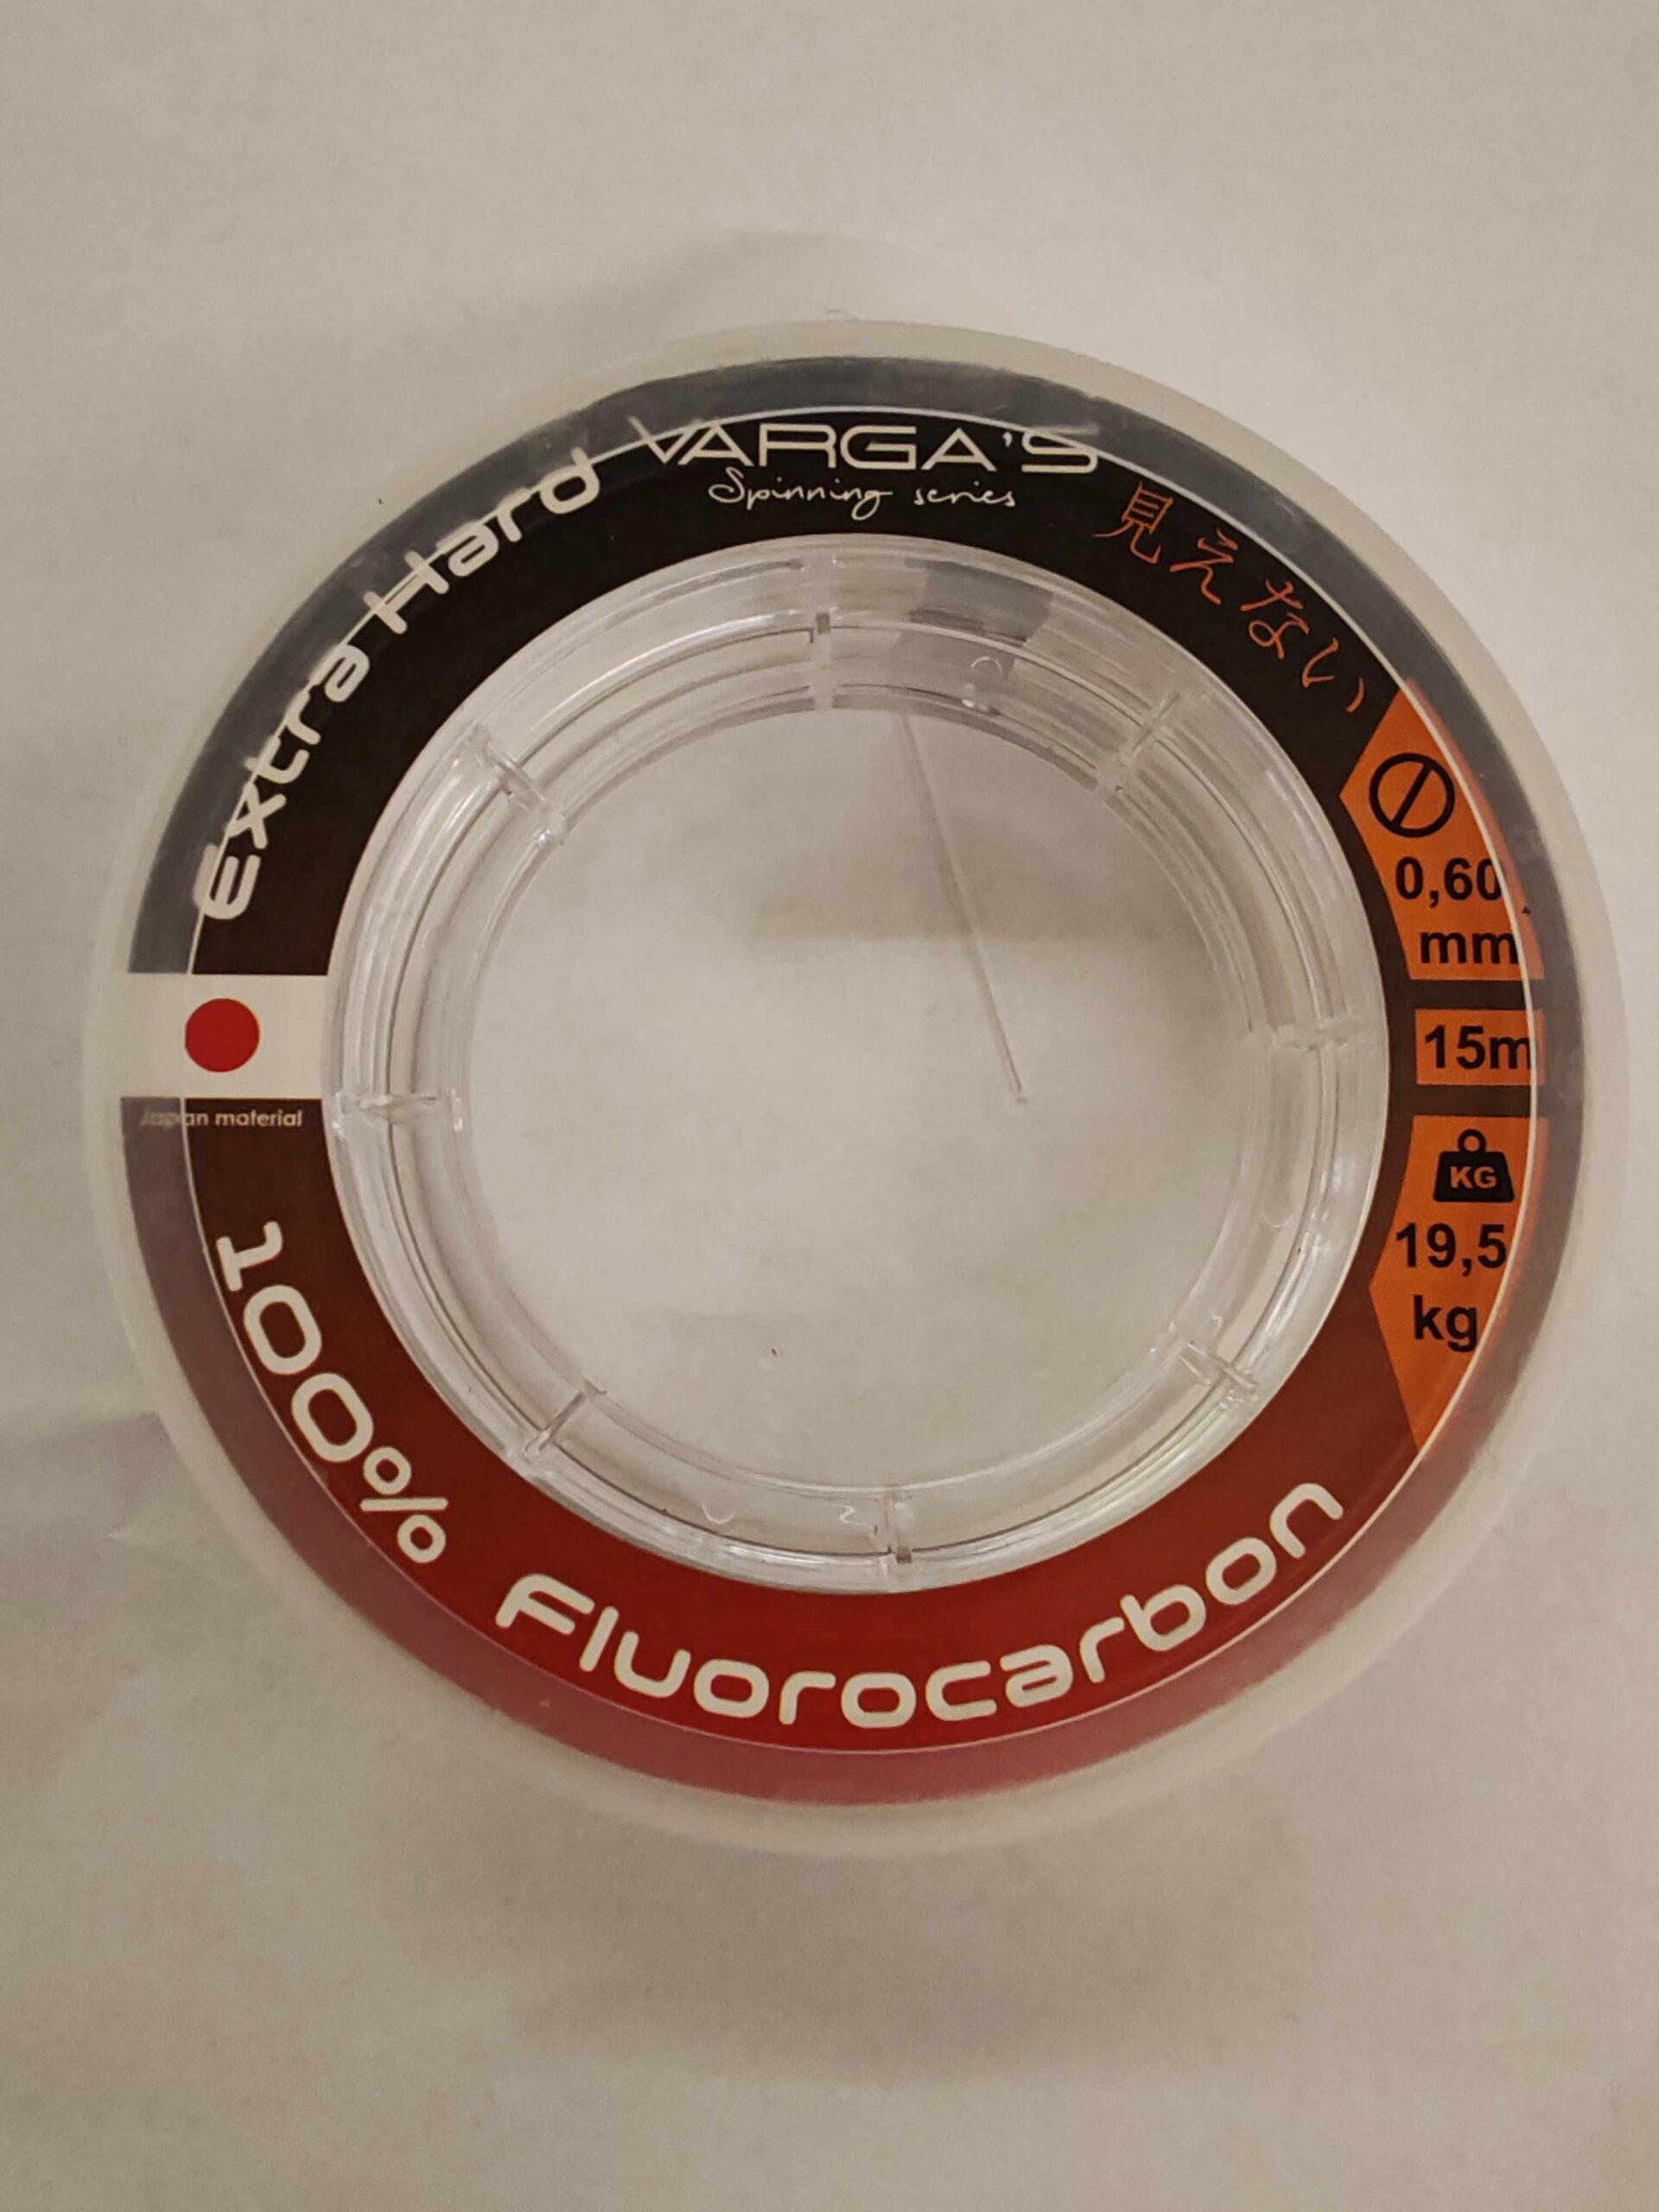 Extra Hard
VARGA'S
Spinning series
見えない
0,60
mm
15m
KG
19,5
kg
Japan material
100% Fluorocarbon